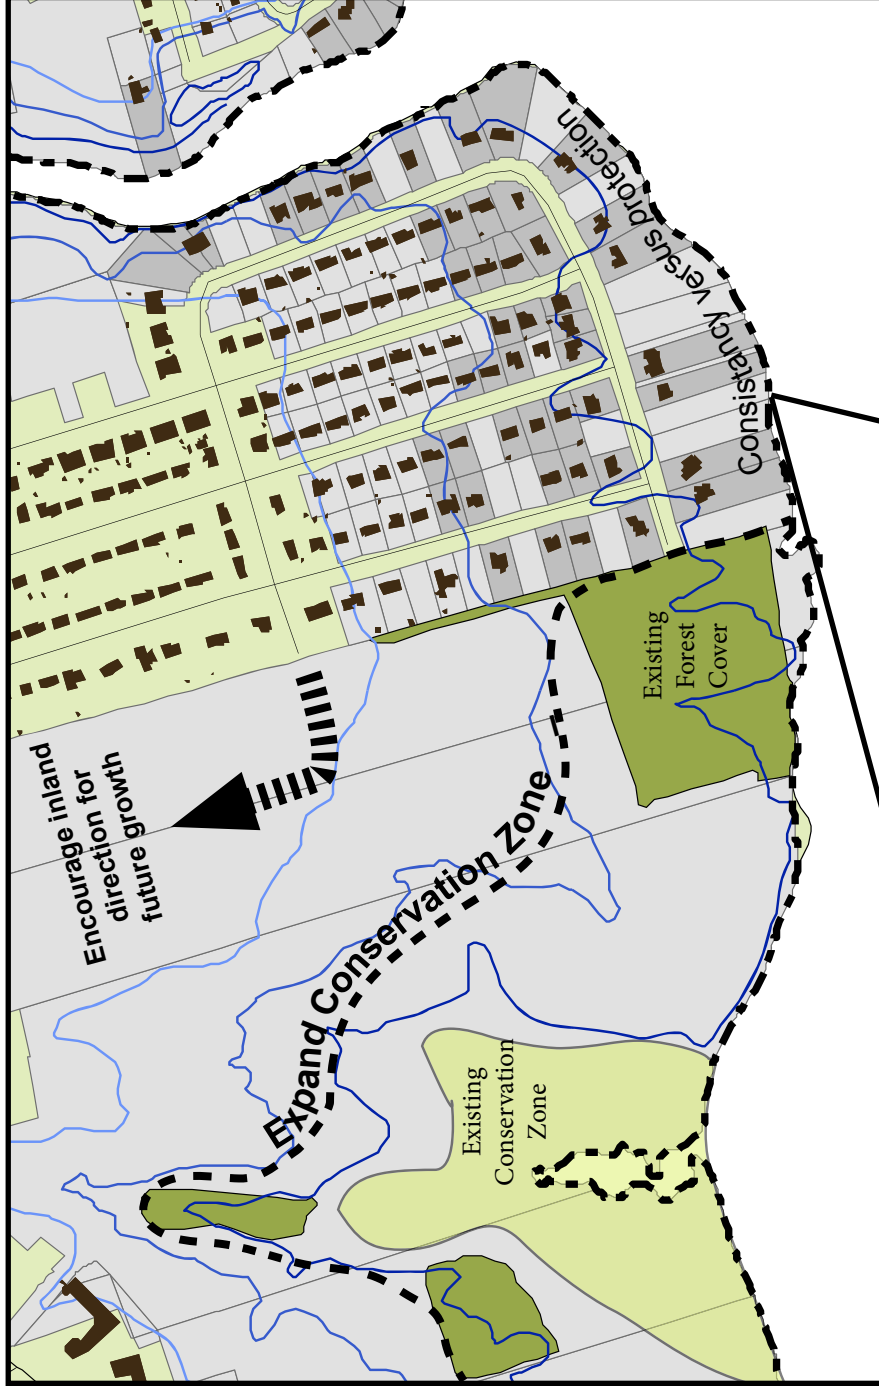 Encourage inland
direction for
future growth
Expand Conservation Zone
Existing
Conservation
Zone
Existing
Forest
Cover
Consistancy versus protection